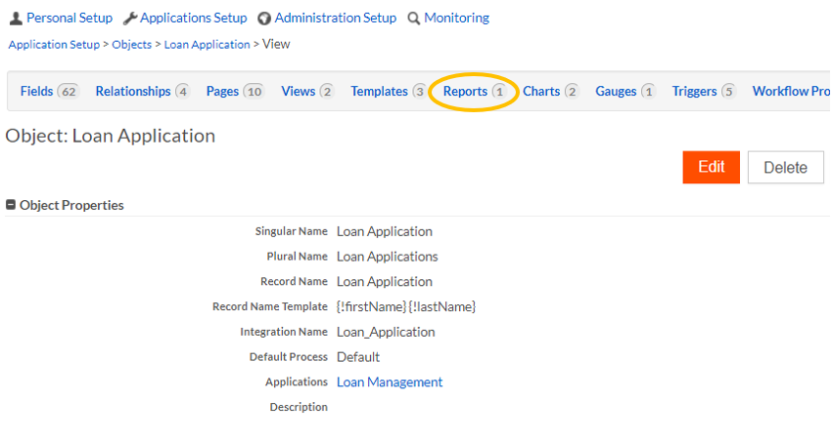 Personal Setup Applications Setup Administration Setup Monitoring
Application Setup > Objects > Loan Application > View
Fields 62 Relationships 4 Pages 10 Views 2 Templates 3 Reports 1 Charts 2 Gauges 1 Triggers 5 Workflow Pro
Object: Loan Application
Edit Delete
Object Properties
Singular Name Loan Application
Plural Name Loan Applications
Record Name Loan Application
Record Name Template {!firstName} {!lastName}
Integration Name Loan_Application
Default Process Default
Applications Loan Management
Description